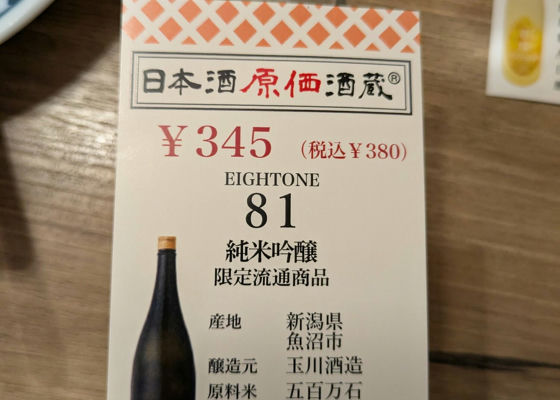 日本酒原価酒蔵®
￥345 （税込￥380）
EIGHTONE
81
純米吟醸
限定流通商品
産地 新潟県
魚沼市
醸造元 玉川酒造
原料米 五百万石